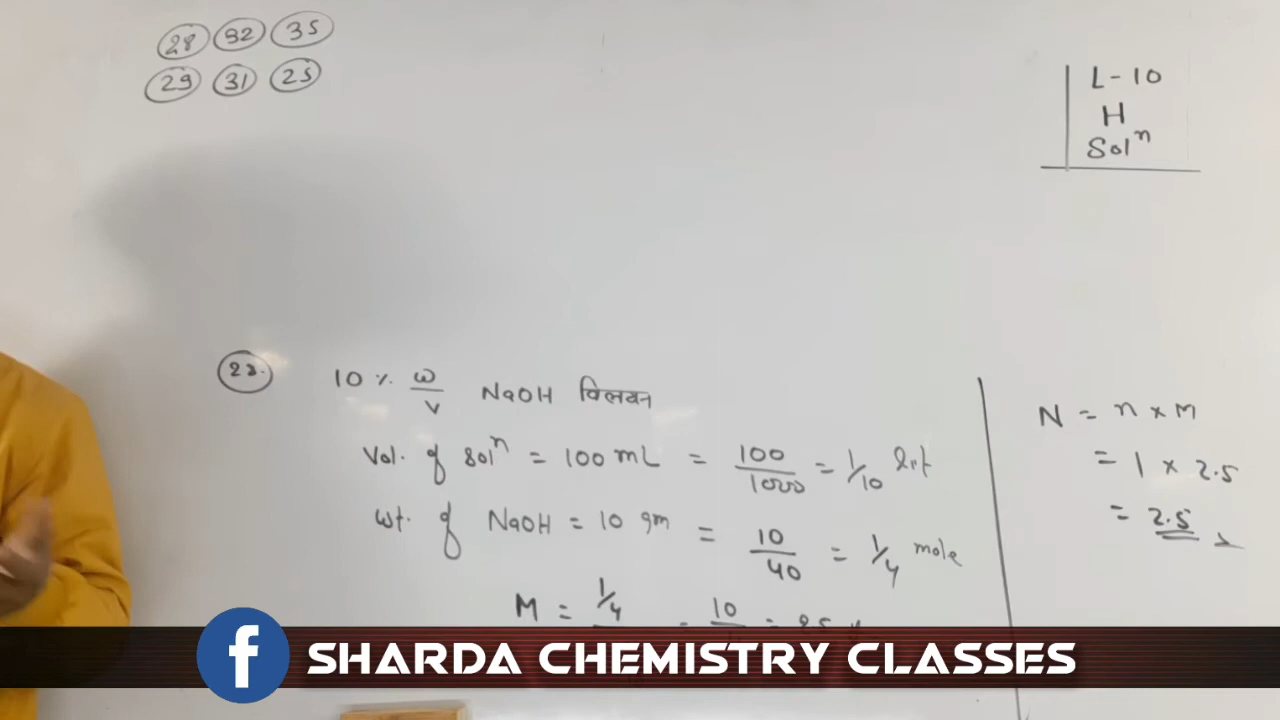 28 32 35
29 31 25
L-10
H
Solⁿ
10 % w/v NaOH विलयन
Vol. of Solⁿ = 100 mL = 100/1000 = 1/10 lit
wt. of NaOH = 10 gm = 10/40 = 1/4 mole
M = 1/4 = 10/
N = n × M
= 1 × 2.5
= 2.5
f SHARDA CHEMISTRY CLASSES